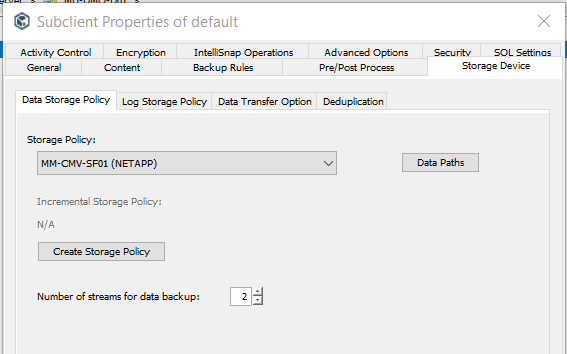 Subclient Properties of default
Activity Control Encryption IntelliSnap Operations Advanced Options Security SQL Settings
General Content Backup Rules Pre/Post Process Storage Device
Data Storage Policy Log Storage Policy Data Transfer Option Deduplication
Storage Policy:
MM-CMV-SF01 (NETAPP) Data Paths
Incremental Storage Policy:
N/A
Create Storage Policy
Number of streams for data backup: 2